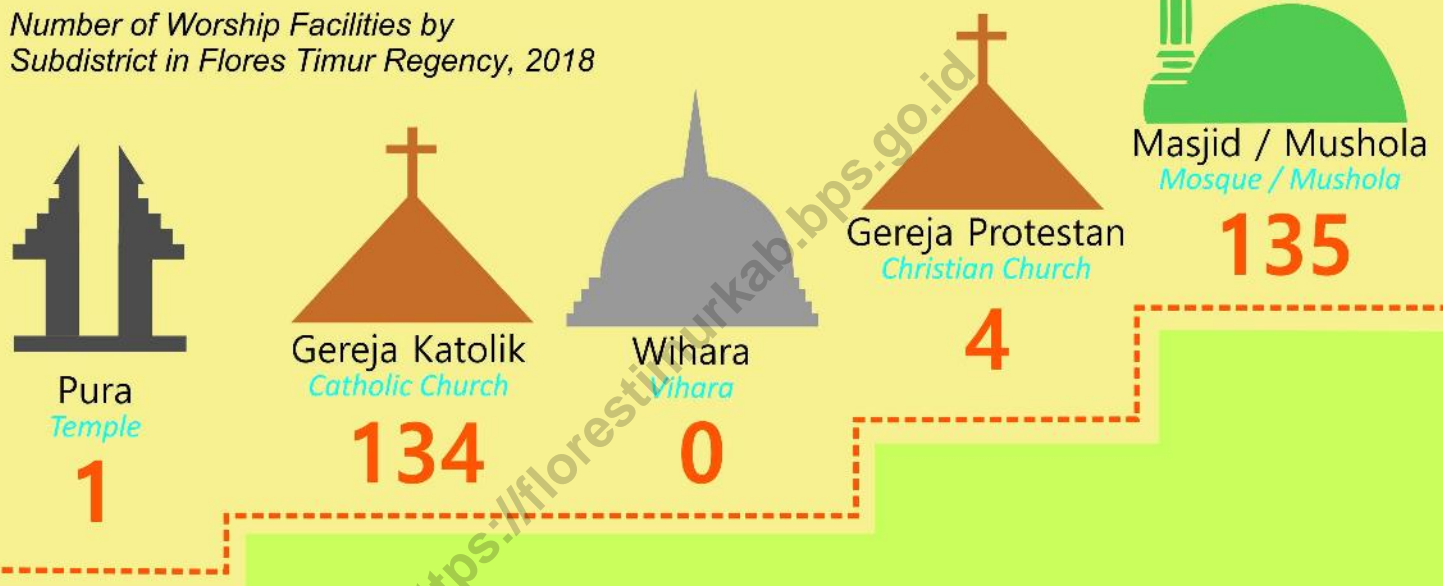 Number of Worship Facilities by
Subdistrict in Flores Timur Regency, 2018
Pura
Temple
1
Gereja Katolik
Catholic Church
134
Wihara
Vihara
0
Gereja Protestan
Christian Church
4
Masjid / Mushola
Mosque / Mushola
135
ttps://florestimurkab.bps.go.id